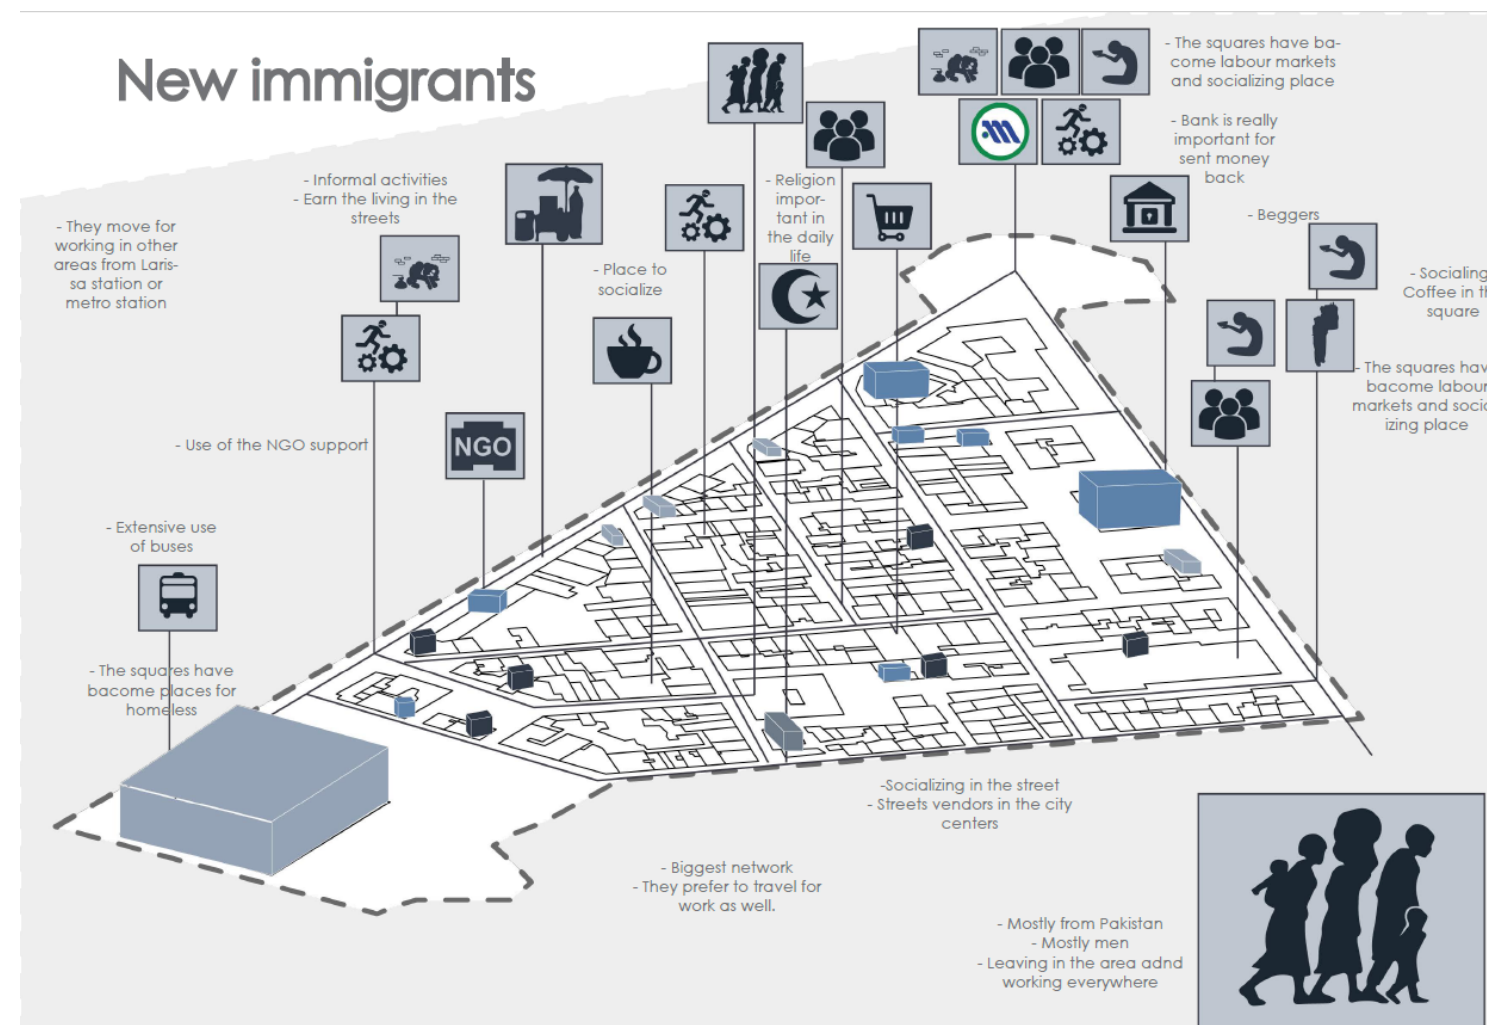 New immigrants
- The squares have ba-
come labour markets
and socializing place
- Bank is really
important for
sent money
back
- Informal activities
- Earn the living in the
streets
- Religion
impor-
tant in
the daily
life
- They move for
working in other
areas from Laris-
sa station or
metro station
- Beggers
- Place to
socialize
- Socialing
Coffee in th
square
- The squares hav
bacome labour
markets and socia
izing place
- Use of the NGO support
NGO
- Extensive use
of buses
- The squares have
bacome places for
homeless
-Socializing in the street
- Streets vendors in the city
centers
- Biggest network
- They prefer to travel for
work as well.
- Mostly from Pakistan
- Mostly men
- Leaving in the area adnd
working everywhere